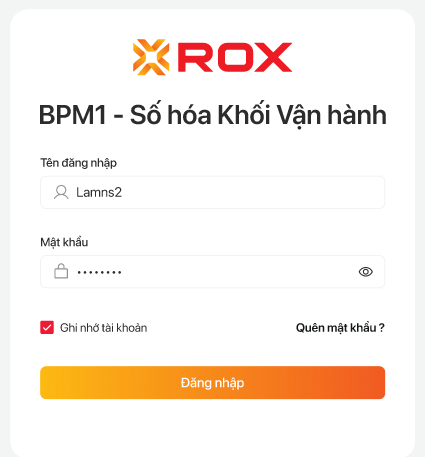 ROX
BPM1 - Số hóa Khối Vận hành
Tên đăng nhập
Lamns2
Mật khẩu
••••••••
Ghi nhớ tài khoản
Quên mật khẩu ?
Đăng nhập